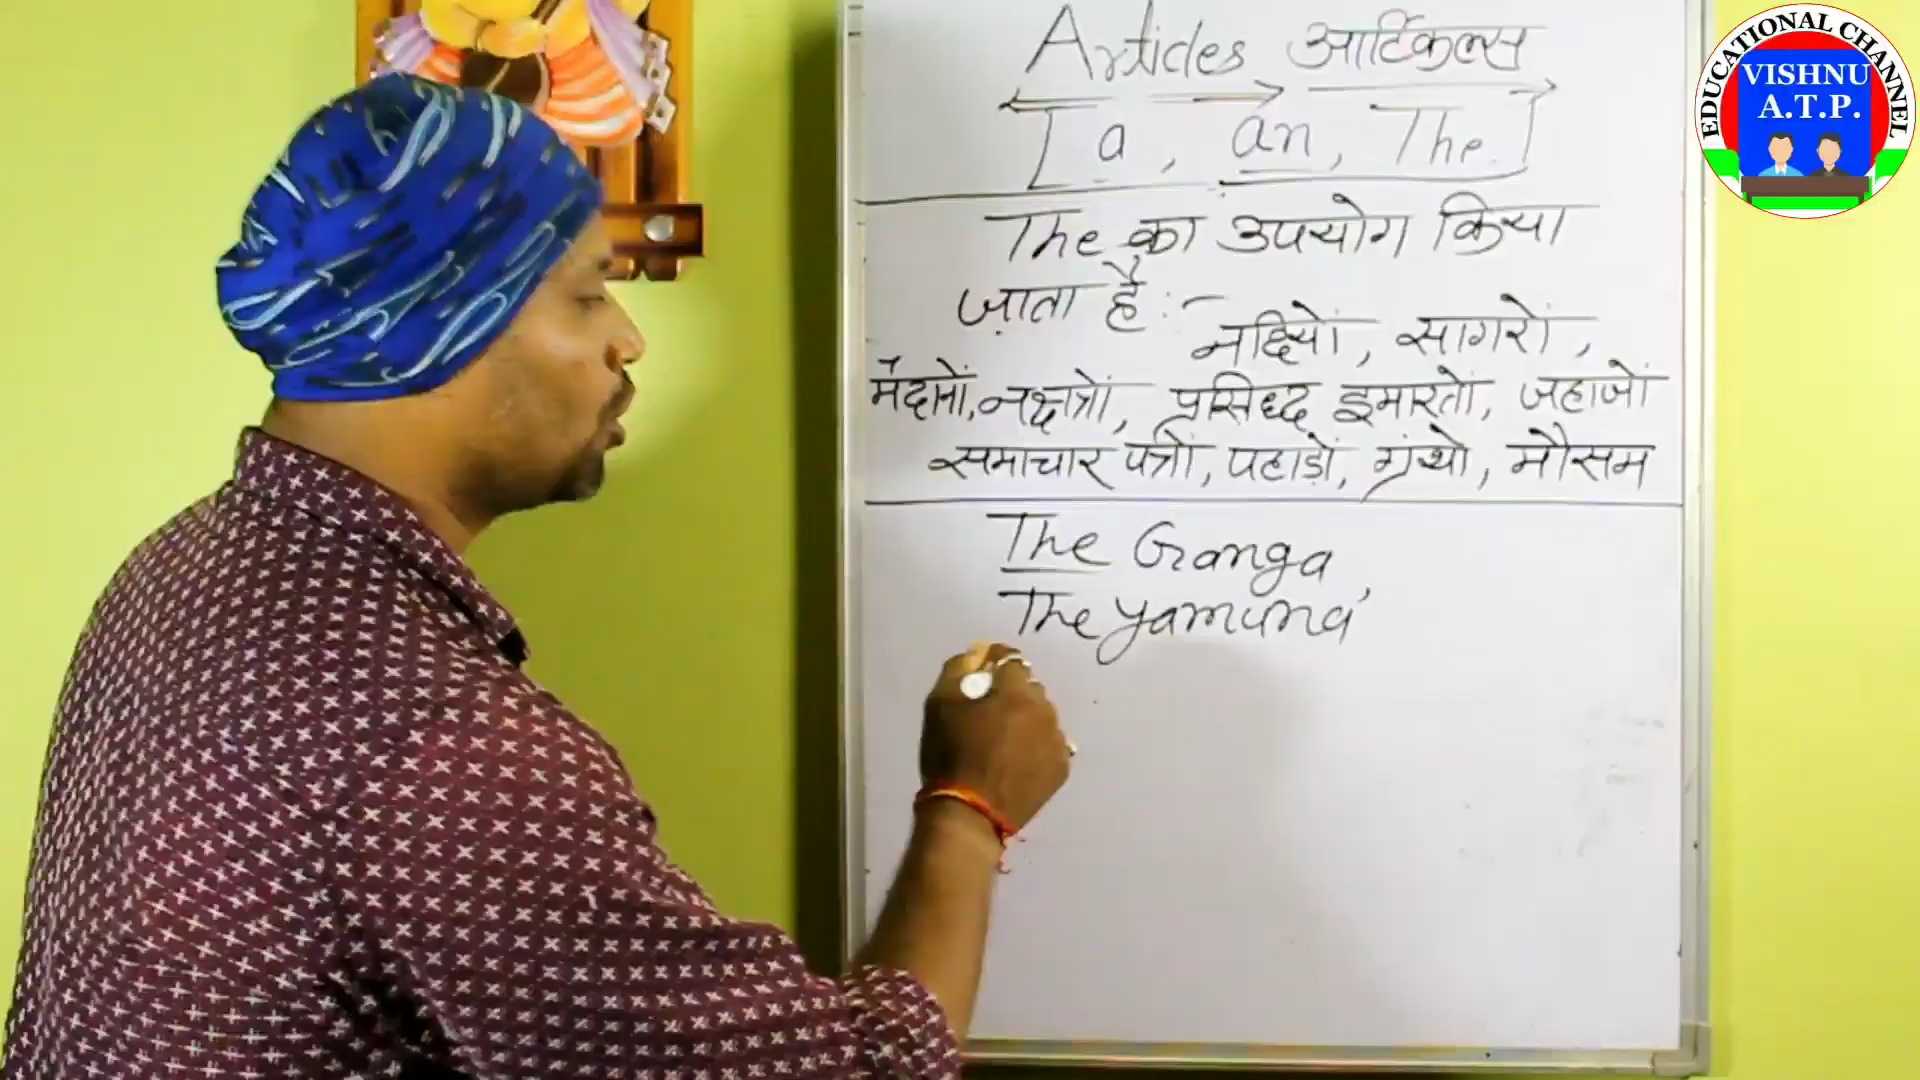 Articles आर्टिकल्स
[a, an, The]
The का उपयोग किया
जाता है :-
नदियों, सागरों,
मैदानों, नक्षत्रों, प्रसिध्द इमारतों, जहाजों
समाचार पत्रों, पहाड़ों, ग्रंथो, मौसम
The Ganga
The yamuna
EDUCATIONAL CHANNEL
VISHNU
A.T.P.